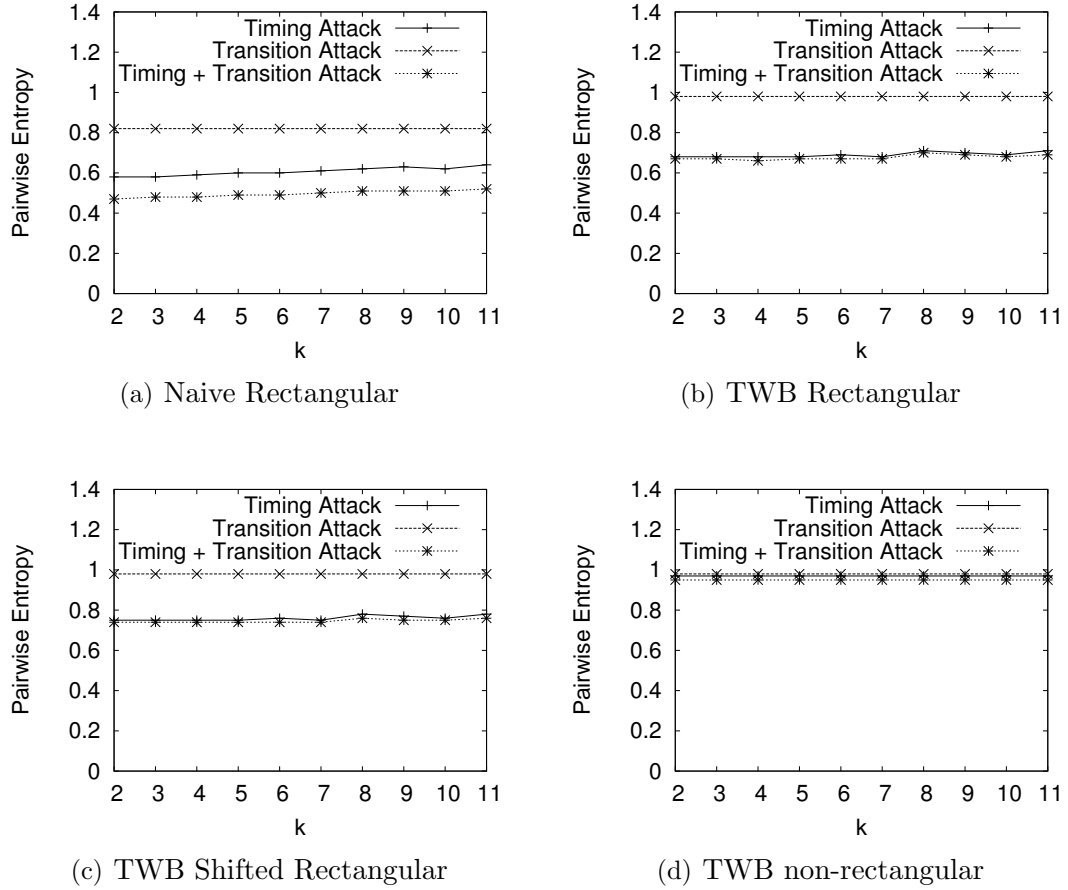 1.4
1.2
1
0.8
0.6
0.4
0.2
0
Pairwise Entropy
Timing Attack
Transition Attack
Timing + Transition Attack
2 3 4 5 6 7 8 9 10 11
k
(a) Naive Rectangular
1.4
1.2
1
0.8
0.6
0.4
0.2
0
Pairwise Entropy
Timing Attack
Transition Attack
Timing + Transition Attack
2 3 4 5 6 7 8 9 10 11
k
(b) TWB Rectangular
1.4
1.2
1
0.8
0.6
0.4
0.2
0
Pairwise Entropy
Timing Attack
Transition Attack
Timing + Transition Attack
2 3 4 5 6 7 8 9 10 11
k
(c) TWB Shifted Rectangular
1.4
1.2
1
0.8
0.6
0.4
0.2
0
Pairwise Entropy
Timing Attack
Transition Attack
Timing + Transition Attack
2 3 4 5 6 7 8 9 10 11
k
(d) TWB non-rectangular